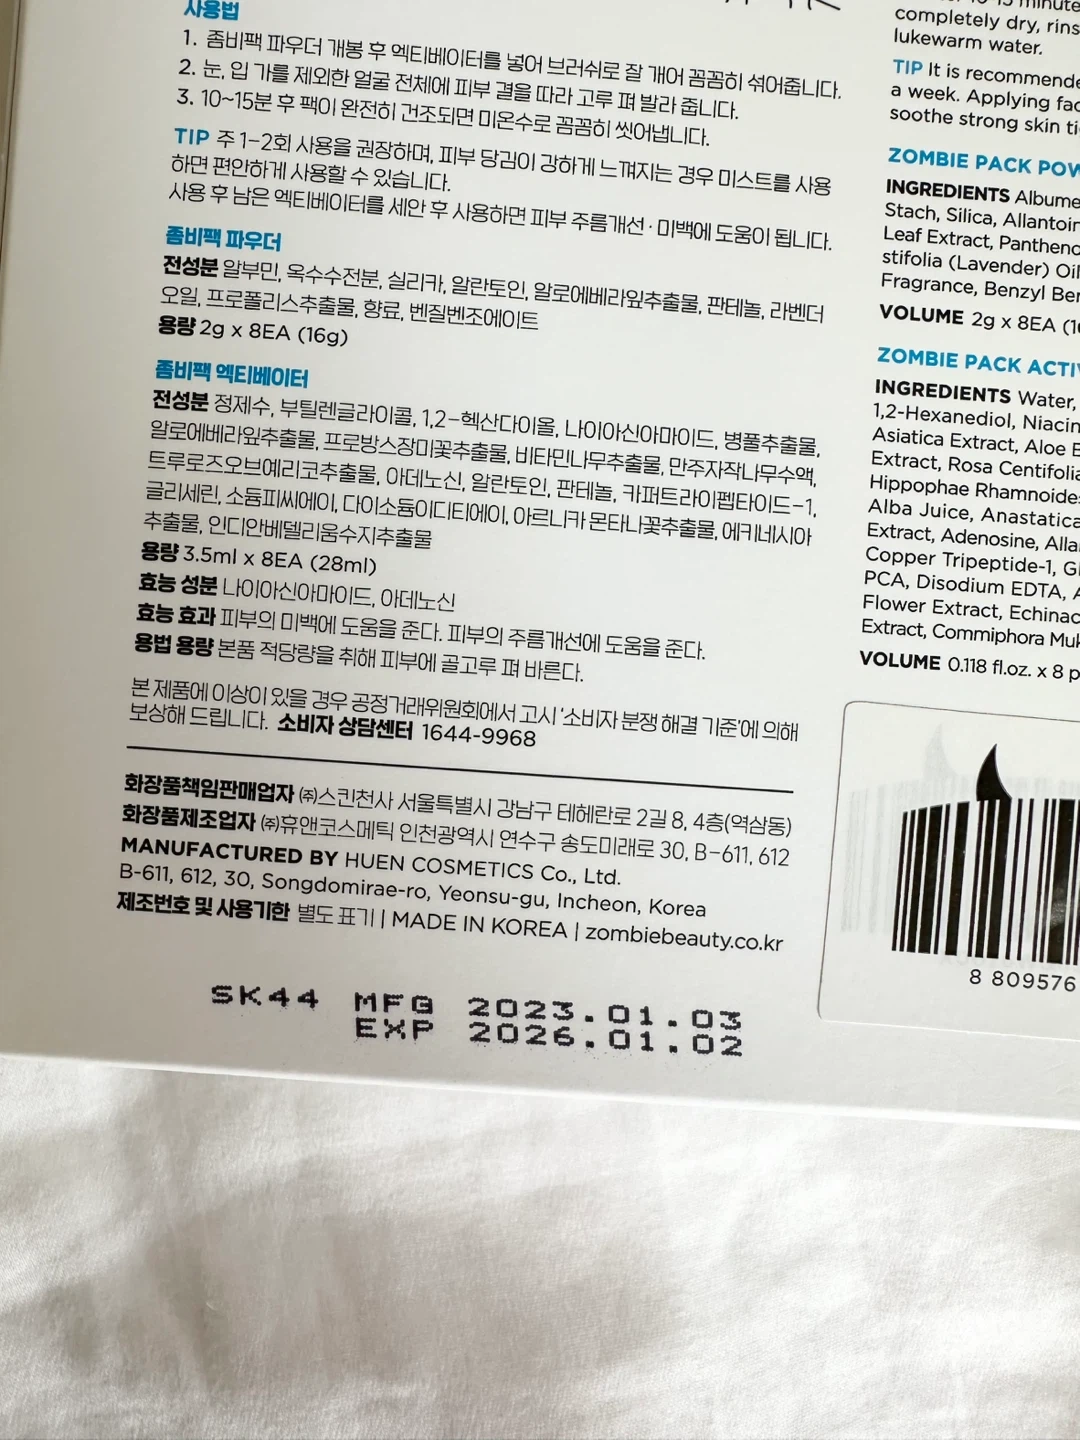 사용법
1. 좀비팩 파우더 개봉 후 엑티베이터를 넣어 브러쉬로 잘 개어 꼼꼼히 섞어줍니다.
2. 눈, 입 가를 제외한 얼굴 전체에 피부 결을 따라 고루 펴 발라 줍니다.
3. 10~15분 후 팩이 완전히 건조되면 미온수로 꼼꼼히 씻어냅니다.
TIP 주 1-2회 사용을 권장하며, 피부 당김이 강하게 느껴지는 경우 미스트를 사용
하면 편안하게 사용할 수 있습니다.
사용 후 남은 엑티베이터를 세안 후 사용하면 피부 주름개선·미백에 도움이 됩니다.
좀비팩 파우더
전성분 알부민, 옥수수전분, 실리카, 알란토인, 알로에베라잎추출물, 판테놀, 라벤더
오일, 프로폴리스추출물, 향료, 벤질벤조에이트
용량 2g x 8EA (16g)
좀비팩 엑티베이터
전성분 정제수, 부틸렌글라이콜, 1,2-헥산다이올, 나이아신아마이드, 병풀추출물,
알로에베라잎추출물, 프로방스장미꽃추출물, 비타민나무추출물, 만주자작나무수액,
트루로즈오브예리코추출물, 아데노신, 알란토인, 판테놀, 카퍼트라이펩타이드-1,
글리세린, 소듐피씨에이, 다이소듐이디티에이, 아르니카 몬타나꽃추출물, 에키네시아
추출물, 인디안베델리움수지추출물
용량 3.5ml x 8EA (28ml)
효능 성분 나이아신아마이드, 아데노신
효능 효과 피부의 미백에 도움을 준다. 피부의 주름개선에 도움을 준다.
용법 용량 본품 적당량을 취해 피부에 골고루 펴 바른다.
본 제품에 이상이 있을 경우 공정거래위원회에서 고시 '소비자 분쟁 해결 기준'에 의해
보상해 드립니다. 소비자 상담센터 1644-9968
화장품책임판매업자 ㈜스킨천사 서울특별시 강남구 테헤란로 2길 8, 4층(역삼동)
화장품제조업자 ㈜휴앤코스메틱 인천광역시 연수구 송도미래로 30, B-611, 612
MANUFACTURED BY HUEN COSMETICS Co., Ltd.
B-611, 612, 30, Songdomirae-ro, Yeonsu-gu, Incheon, Korea
제조번호 및 사용기한 별도 표기 | MADE IN KOREA | zombiebeauty.co.kr
SK44 MFG 2023.01.03
EXP 2026.01.02
completely dry, rins
lukewarm water.
TIP It is recommende
a week. Applying fac
soothe strong skin ti
ZOMBIE PACK POW
INGREDIENTS Albume
Stach, Silica, Allantoin
Leaf Extract, Pantheno
stifolia (Lavender) Oil
Fragrance, Benzyl Ben
VOLUME 2g x 8EA (1
ZOMBIE PACK ACTIV
INGREDIENTS Water,
1,2-Hexanediol, Niacin
Asiatica Extract, Aloe B
Extract, Rosa Centifolia
Hippophae Rhamnoide
Alba Juice, Anastatica
Extract, Adenosine, Alla
Copper Tripeptide-1, Gl
PCA, Disodium EDTA, A
Flower Extract, Echinac
Extract, Commiphora Muk
VOLUME 0.118 fl.oz. x 8 p
8 809576